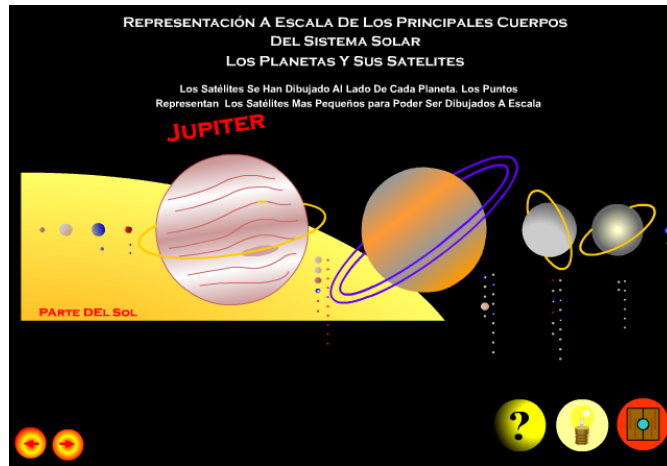 REPRESENTACIÓN A ESCALA DE LOS PRINCIPALES CUERPOS
DEL SISTEMA SOLAR
LOS PLANETAS Y SUS SATELITES
Los Satélites Se Han Dibujado Al Lado De Cada Planeta. Los Puntos
Representan Los Satélites Mas Pequeños para Poder Ser Dibujados A Escala
JUPITER
PARTE DEL SOL
?